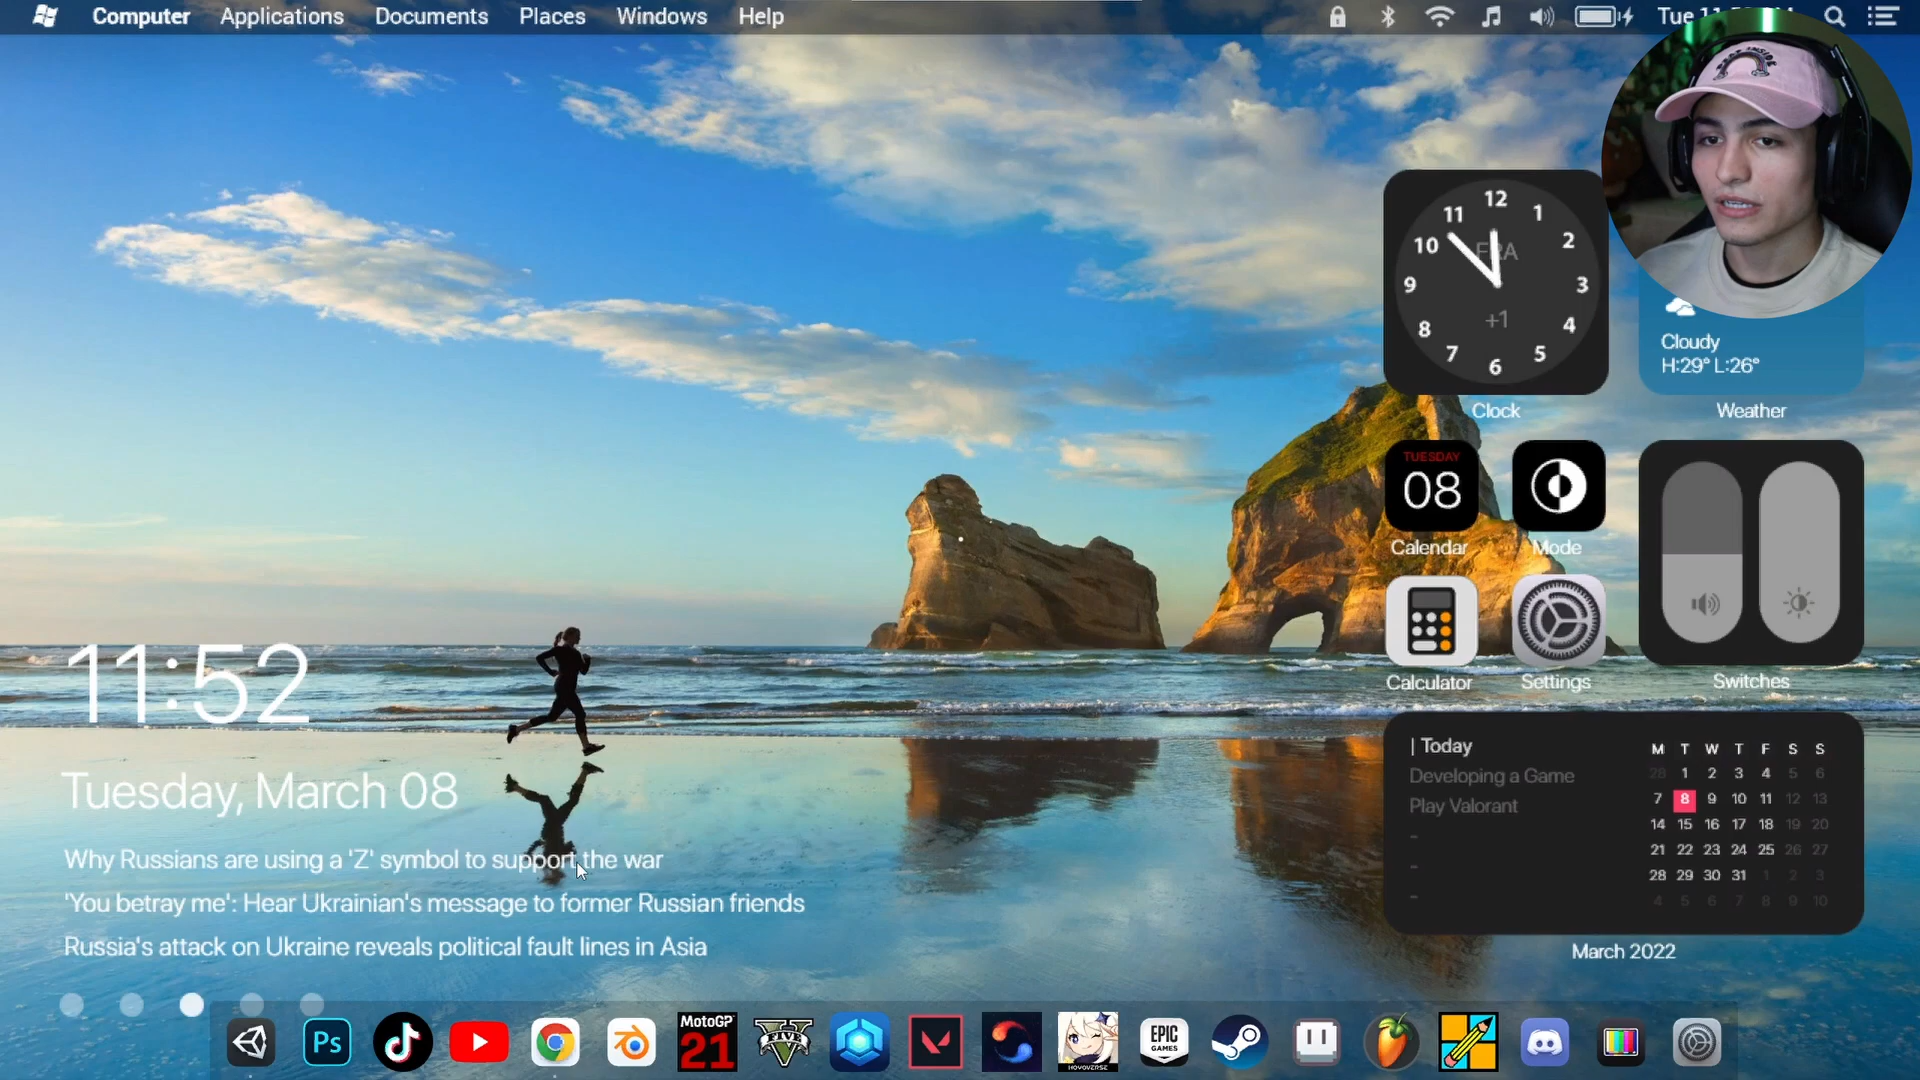 Computer Applications Documents Places Windows Help
Tue
12
11 1
10 2
9 3
8 4
7 5
6
+1
Clock
Cloudy
H:29° L:26°
Weather
TUESDAY
08
Calendar
Mode
Calculator
Settings
Switches
11:52
Tuesday, March 08
Why Russians are using a 'Z' symbol to support the war
'You betray me': Hear Ukrainian's message to former Russian friends
Russia's attack on Ukraine reveals political fault lines in Asia
| Today
Developing a Game
Play Valorant
-
-
-
M T W T F S S
28 1 2 3 4 5 6
7 8 9 10 11 12 13
14 15 16 17 18 19 20
21 22 23 24 25 26 27
28 29 30 31 1 2 3
4 5 6 7 8 9 10
March 2022
Ps
MotoGP
21
V
FIVE
HOYOVERSE
EPIC
GAMES